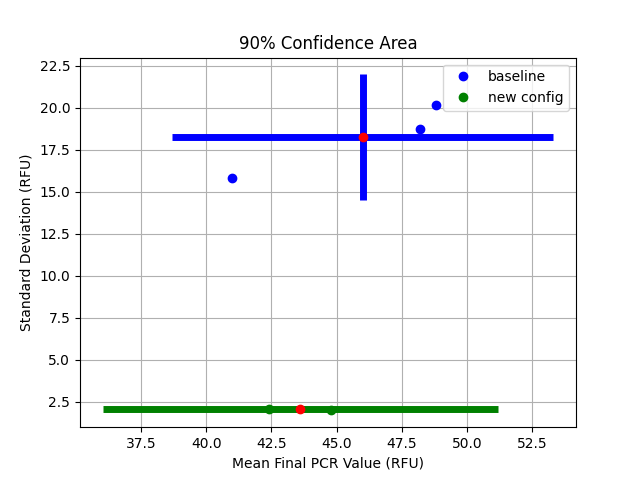 90% Confidence Area
baseline
new config
Standard Deviation (RFU)
22.5
20.0
17.5
15.0
12.5
10.0
7.5
5.0
2.5
37.5 40.0 42.5 45.0 47.5 50.0 52.5
Mean Final PCR Value (RFU)